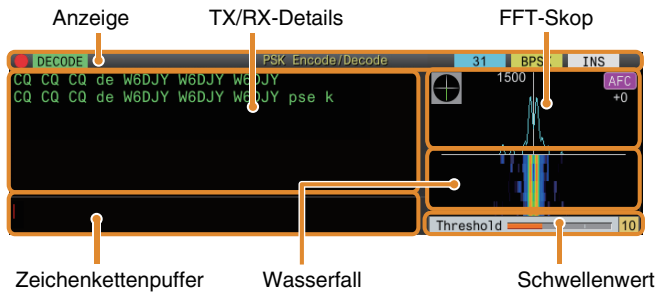 Anzeige TX/RX-Details FFT-Skop
DECODE PSK Encode/Decode 31 BPSK INS
CQ CQ CQ de W6DJY W6DJY W6DJY
CQ CQ CQ de W6DJY W6DJY W6DJY pse k
1500 AFC
+0
Threshold 10
Zeichenkettenpuffer Wasserfall Schwellenwert